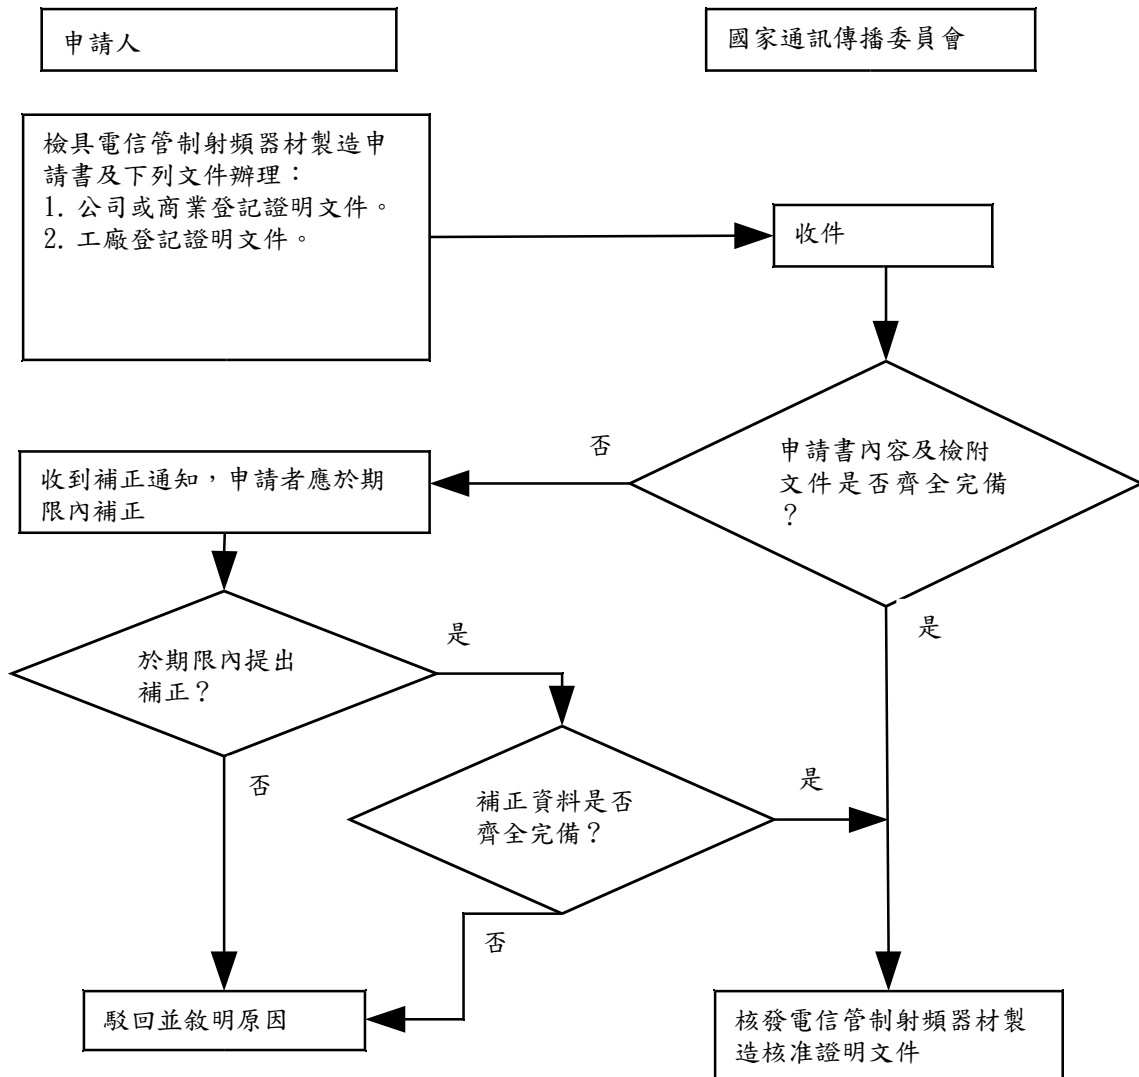 申請人
國家通訊傳播委員會
檢具電信管制射頻器材製造申
請書及下列文件辦理：
1. 公司或商業登記證明文件。
2. 工廠登記證明文件。
收件
申請書內容及檢附
文件是否齊全完備
？
否
收到補正通知，申請者應於期
限內補正
是
是
於期限內提出
補正？
否
補正資料是否
齊全完備？
是
否
駁回並敘明原因
核發電信管制射頻器材製
造核准證明文件